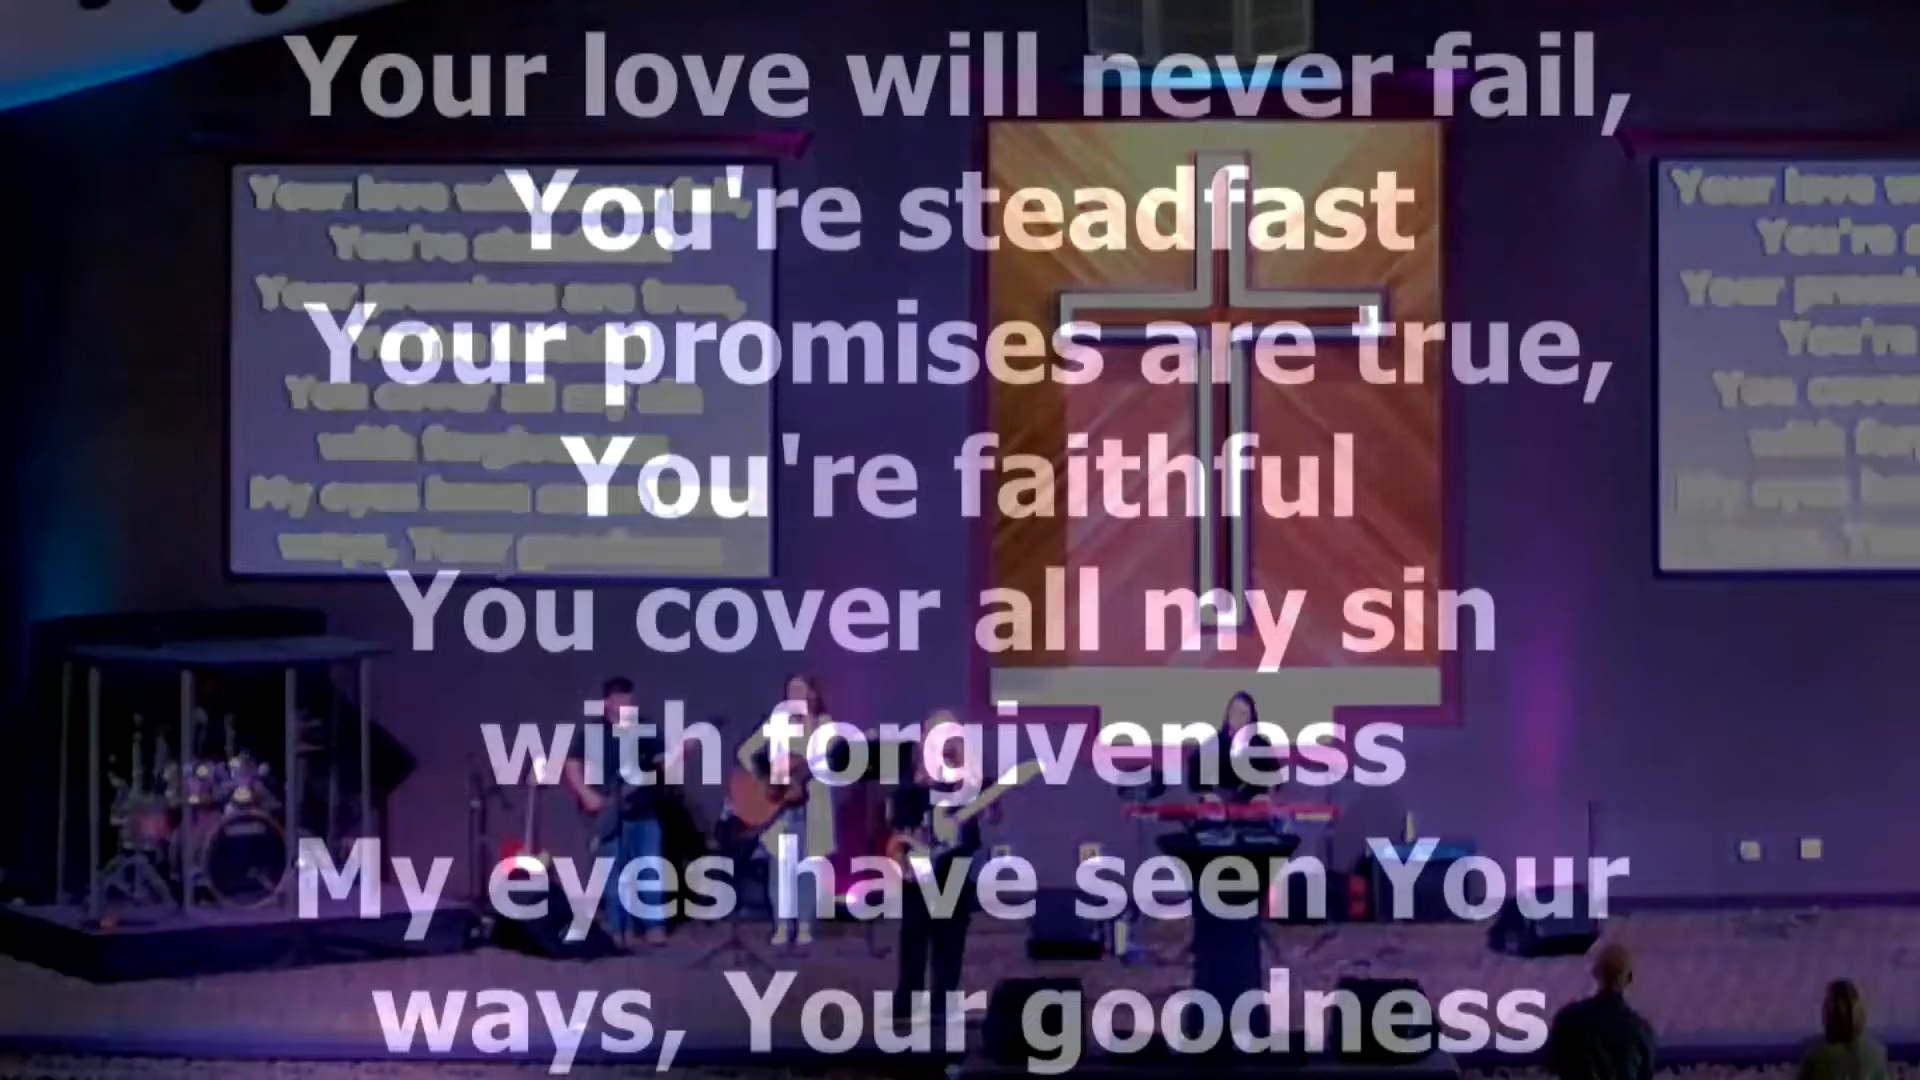 Your love will never fail,
You're steadfast
Your promises are true,
You're faithful
You cover all my sin
with forgiveness
My eyes have seen Your
ways, Your goodness